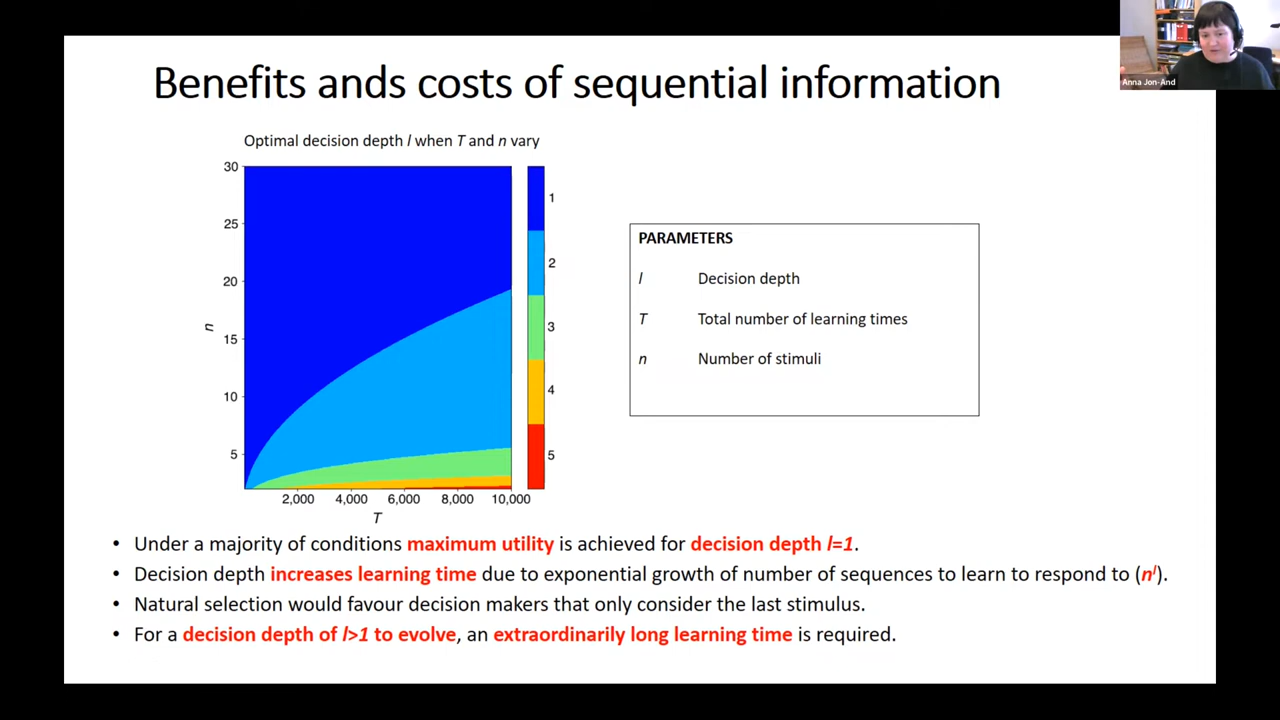 Anna Jon-And
Benefits ands costs of sequential information
Optimal decision depth l when T and n vary
30
25
20
15
10
5
n
2,000 4,000 6,000 8,000 10,000
T
1
2
3
4
5
PARAMETERS
l Decision depth
T Total number of learning times
n Number of stimuli
• Under a majority of conditions maximum utility is achieved for decision depth l=1.
• Decision depth increases learning time due to exponential growth of number of sequences to learn to respond to (nˡ).
• Natural selection would favour decision makers that only consider the last stimulus.
• For a decision depth of l>1 to evolve, an extraordinarily long learning time is required.